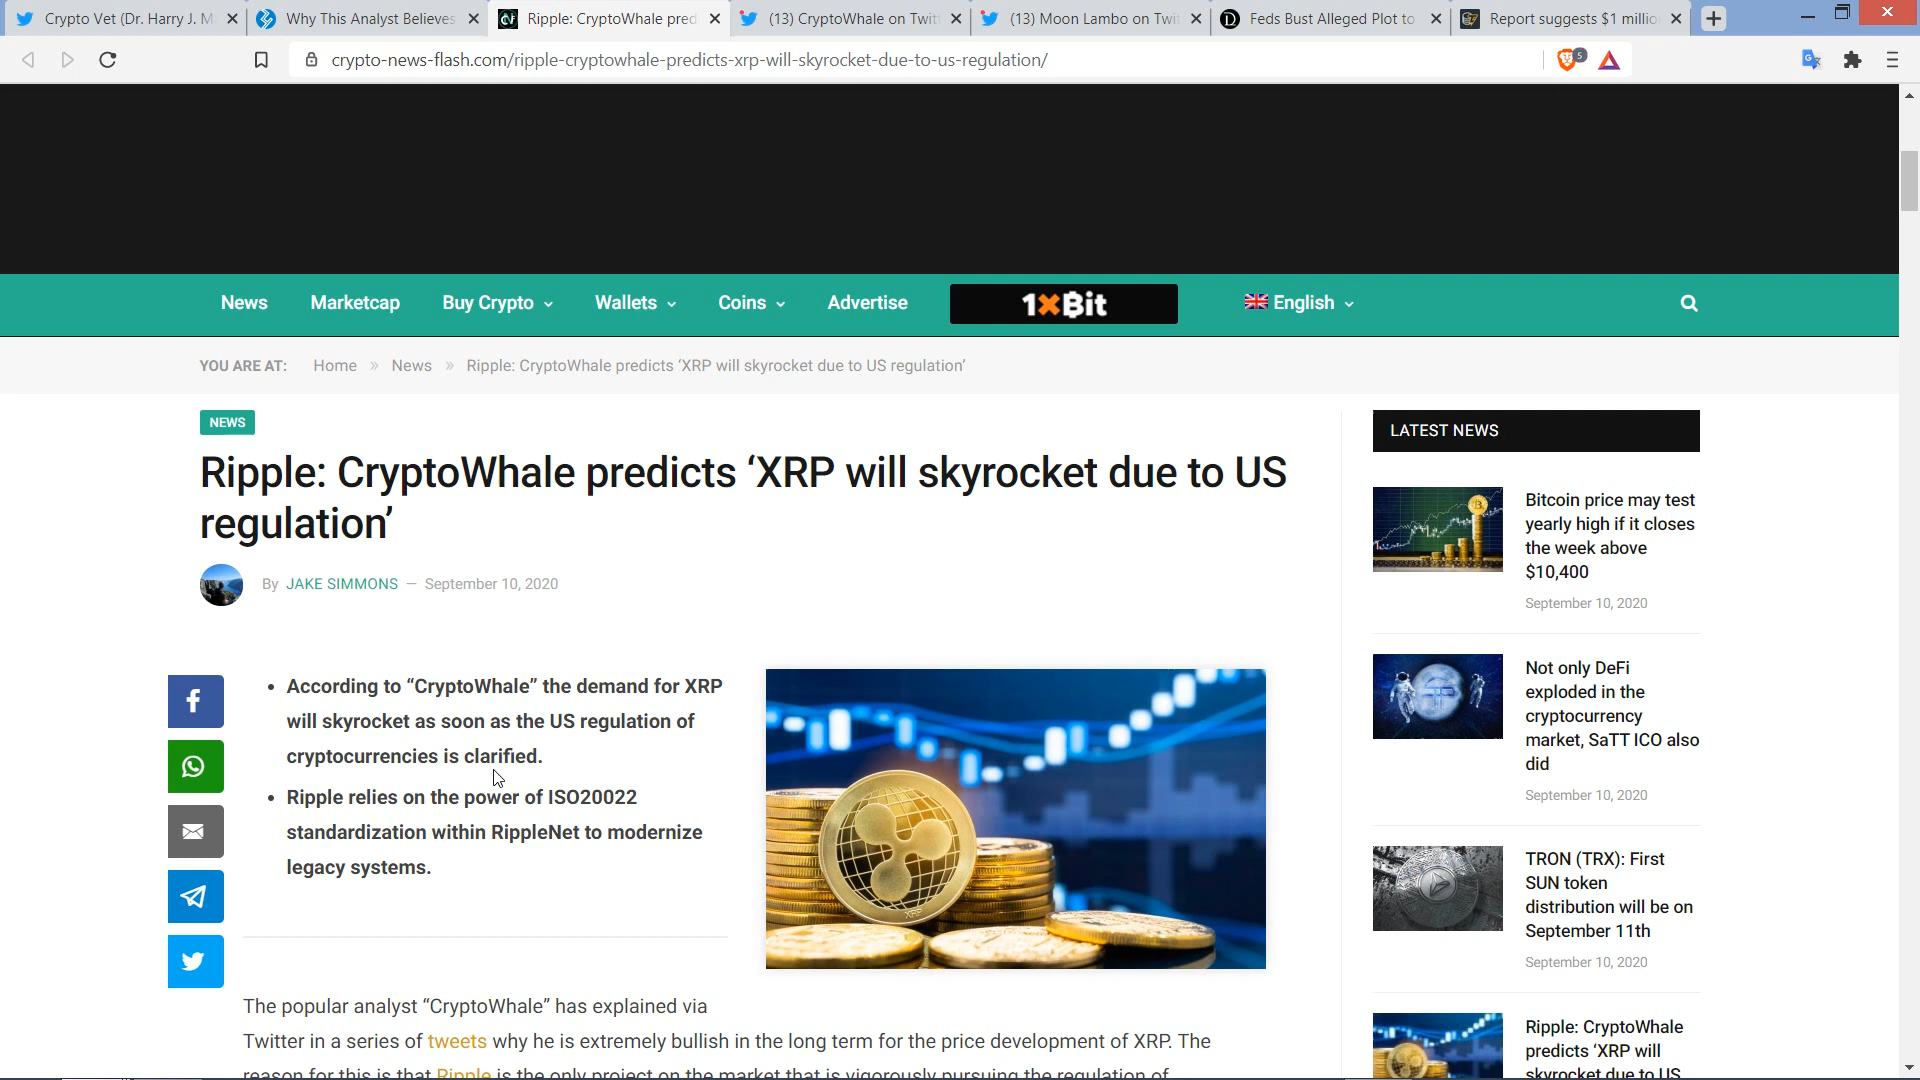 Crypto Vet (Dr. Harry J. M
Why This Analyst Believes
Ripple: CryptoWhale pred
(13) CryptoWhale on Twitt
(13) Moon Lambo on Twit
Feds Bust Alleged Plot to
Report suggests $1 millio
crypto-news-flash.com/ripple-cryptowhale-predicts-xrp-will-skyrocket-due-to-us-regulation/
5
News
Marketcap
Buy Crypto
Wallets
Coins
Advertise
1xBit
English
YOU ARE AT: Home » News » Ripple: CryptoWhale predicts ‘XRP will skyrocket due to US regulation’
NEWS
Ripple: CryptoWhale predicts ‘XRP will skyrocket due to US
regulation’
By JAKE SIMMONS — September 10, 2020
• According to “CryptoWhale” the demand for XRP
will skyrocket as soon as the US regulation of
cryptocurrencies is clarified.
• Ripple relies on the power of ISO20022
standardization within RippleNet to modernize
legacy systems.
XRP
The popular analyst “CryptoWhale” has explained via
Twitter in a series of tweets why he is extremely bullish in the long term for the price development of XRP. The
reason for this is that Ripple is the only project on the market that is vigorously pursuing the regulation of
LATEST NEWS
Bitcoin price may test
yearly high if it closes
the week above
$10,400
September 10, 2020
Not only DeFi
exploded in the
cryptocurrency
market, SaTT ICO also
did
September 10, 2020
TRON (TRX): First
SUN token
distribution will be on
September 11th
September 10, 2020
Ripple: CryptoWhale
predicts ‘XRP will
skyrocket due to US